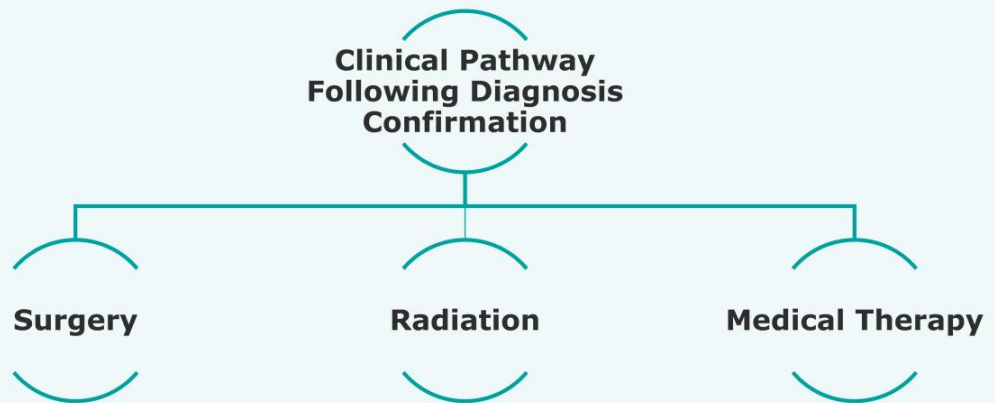 Clinical Pathway
Following Diagnosis
Confirmation
Surgery
Radiation
Medical Therapy